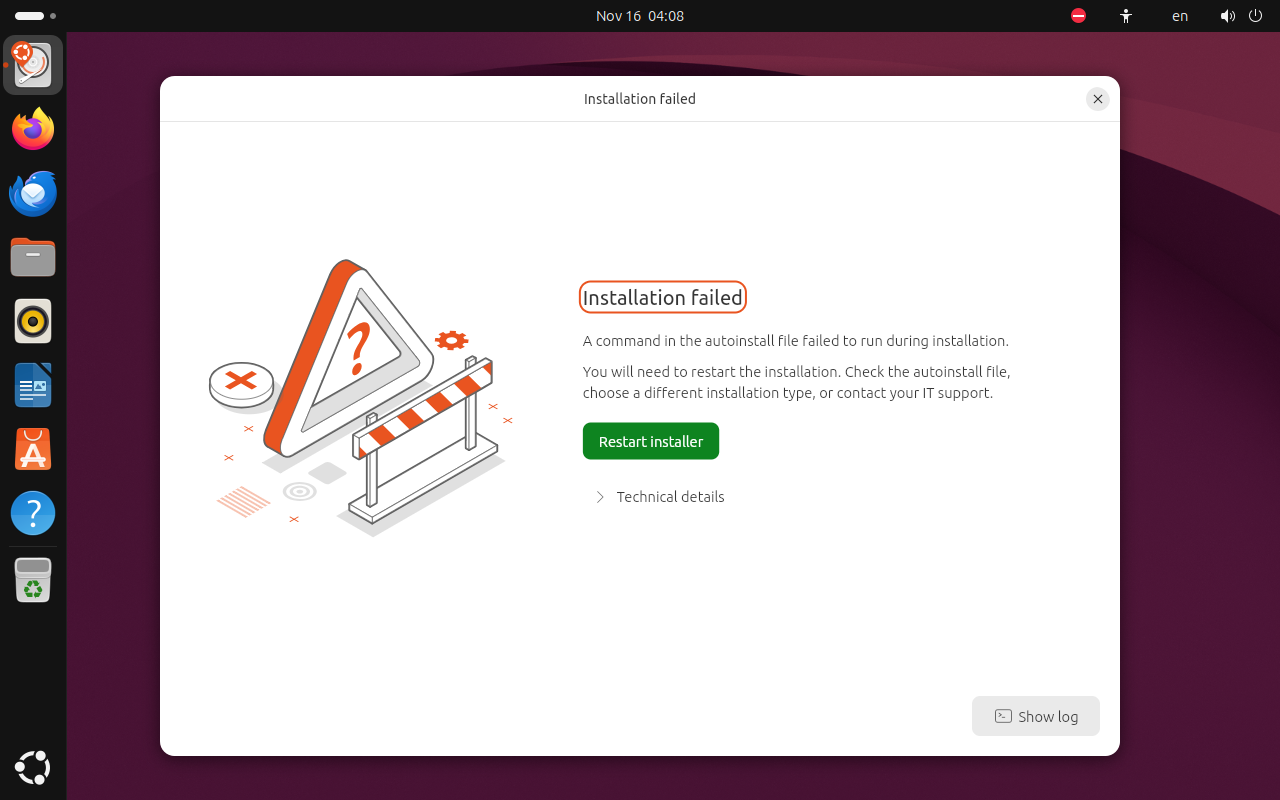 Nov 16 04:08
en
Installation failed
Installation failed
A command in the autoinstall file failed to run during installation.
You will need to restart the installation. Check the autoinstall file,
choose a different installation type, or contact your IT support.
Restart installer
Technical details
Show log